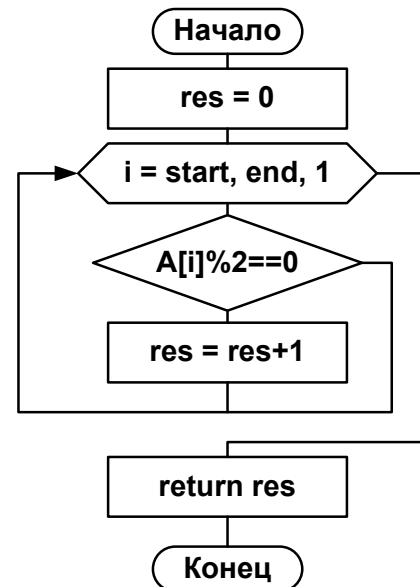 Начало
res = 0
i = start, end, 1
A[i]%2==0
res = res+1
return res
Конец